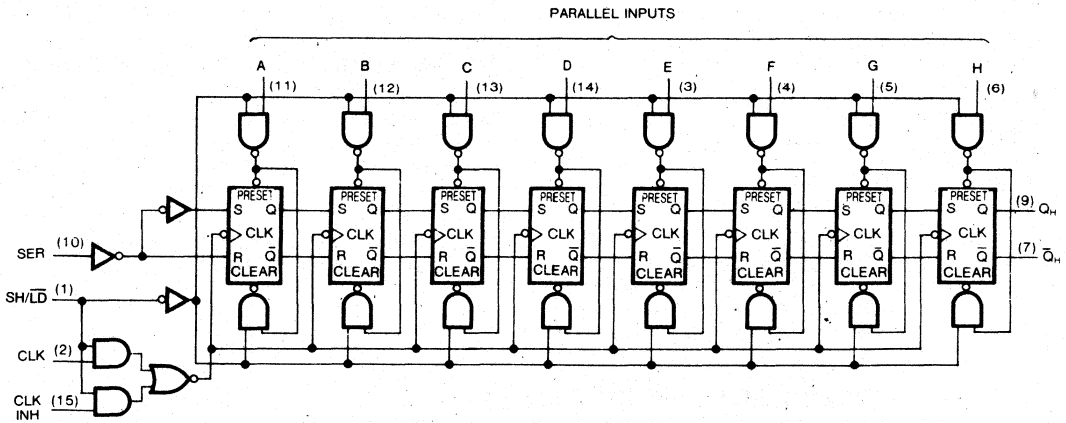 PARALLEL INPUTS
A B C D E F G H
(11) (12) (13) (14) (3) (4) (5) (6)
PRESET PRESET PRESET PRESET PRESET PRESET PRESET PRESET
S Q S Q S Q S Q S Q S Q S Q S Q (9) Q_H
CLK CLK CLK CLK CLK CLK CLK CLK
SER (10) R Q̅ R Q̅ R Q̅ R Q̅ R Q̅ R Q̅ R Q̅ R Q̅ (7) Q̅_H
CLEAR CLEAR CLEAR CLEAR CLEAR CLEAR CLEAR CLEAR
SH/L̅D̅ (1)
CLK (2)
CLK INH (15)